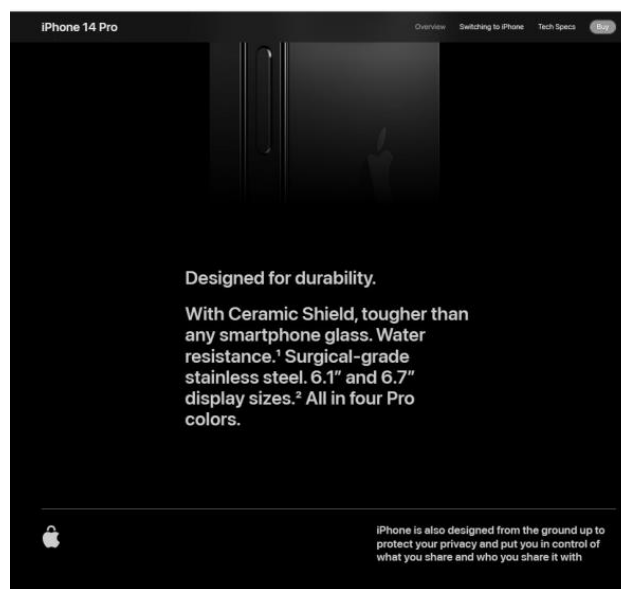 iPhone 14 Pro
Overview Switching to iPhone Tech Specs Buy
Designed for durability.
With Ceramic Shield, tougher than
any smartphone glass. Water
resistance.¹ Surgical-grade
stainless steel. 6.1″ and 6.7″
display sizes.² All in four Pro
colors.
iPhone is also designed from the ground up to
protect your privacy and put you in control of
what you share and who you share it with